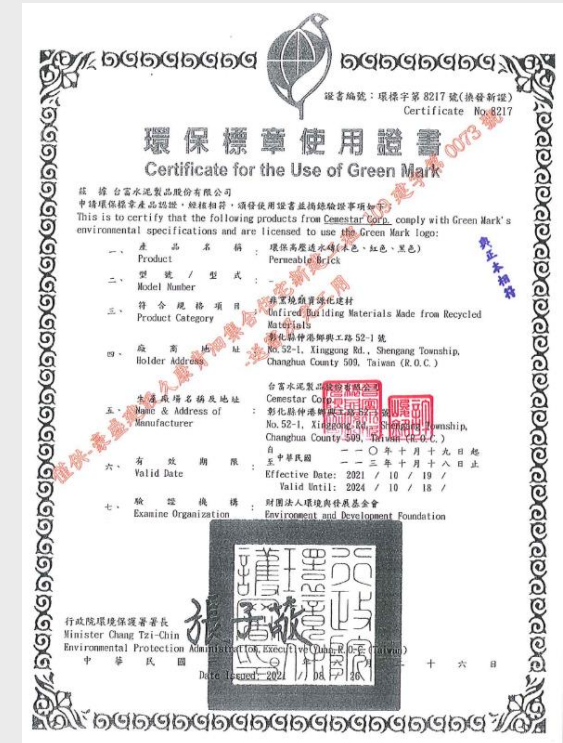 證書編號：環標字第 8217 號(換發新證)
Certificate No. 8217
環保標章使用證書
Certificate for the Use of Green Mark
茲 據 台富水泥製品股份有限公司
申請環保標章產品認證，經核相符，頒發使用證書並摘錄驗證事項如下：
This is to certify that the following products from Cemestar Corp. comply with Green Mark's
environmental specifications and are licensed to use the Green Mark logo:
一、 產品名稱 : 環保高壓透水磚(本色、紅色、黑色)
Product Permeable Brick
二、 型號/型式 : -
Model Number
三、 符合規格項目 : 非窯燒類資源化建材
Product Category Unfired Building Materials Made from Recycled
Materials
四、 廠商地址 : 彰化縣伸港鄉興工路 52-1 號
Holder Address No. 52-1, Xinggong Rd., Shengang Township,
Changhua County 509, Taiwan (R.O.C.)
五、 生產廠場名稱及地址 : 台富水泥製品股份有限公司
Name & Address of Cemestar Corp.
Manufacturer 彰化縣伸港鄉興工路 52-1 號
No. 52-1, Xinggong Rd., Shengang Township,
Changhua County 509, Taiwan (R.O.C.)
六、 有效期限 : 自 中華民國 一一〇年十月十九日起
至 一一三年十月十八日止
Valid Date Effective Date: 2021 / 10 / 19 /
Valid Until: 2024 / 10 / 18 /
七、 驗證機構 : 財團法人環境與發展基金會
Examine Organization Environment and Development Foundation
與正本相符
行政院環境保護署署長 張子敬
Minister Chang Tzi-Chin
Environmental Protection Administration, Executive Yuan, R.O.C. (Taiwan)
中華民國 年 月 二十六日
Date Issued: 2021 08 26